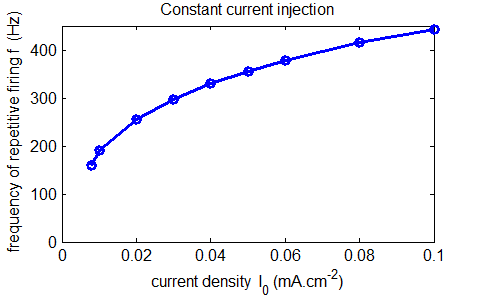 Constant current injection
frequency of repetitive firing f (Hz)
400
300
200
100
0
0 0.02 0.04 0.06 0.08 0.1
current density I₀ (mA.cm⁻²)